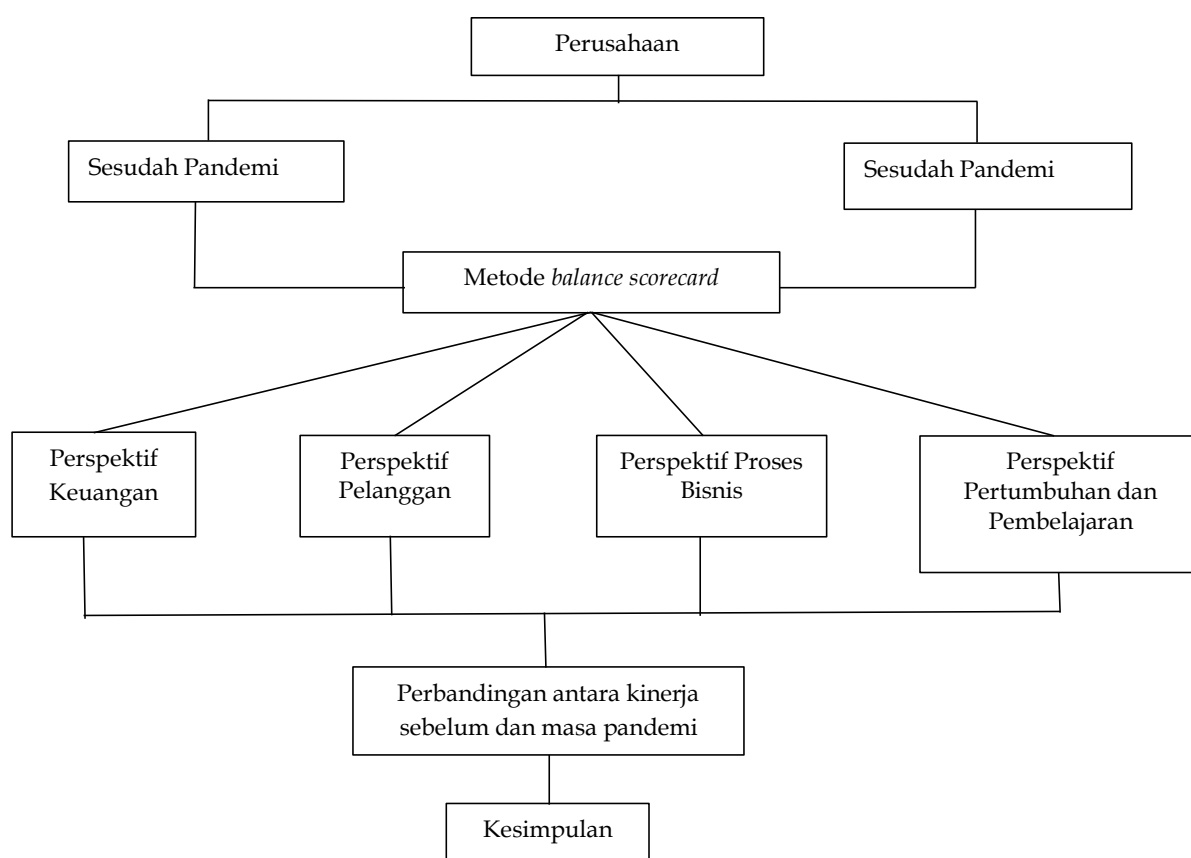 Perusahaan
Sesudah Pandemi
Sesudah Pandemi
Metode balance scorecard
Perspektif
Keuangan
Perspektif
Pelanggan
Perspektif Proses
Bisnis
Perspektif
Pertumbuhan dan
Pembelajaran
Perbandingan antara kinerja
sebelum dan masa pandemi
Kesimpulan